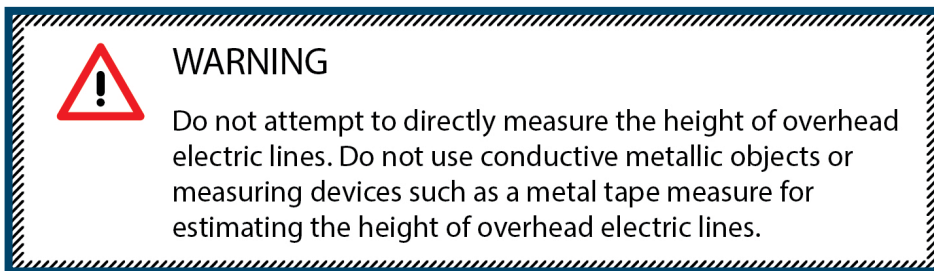 WARNING
Do not attempt to directly measure the height of overhead
electric lines. Do not use conductive metallic objects or
measuring devices such as a metal tape measure for
estimating the height of overhead electric lines.